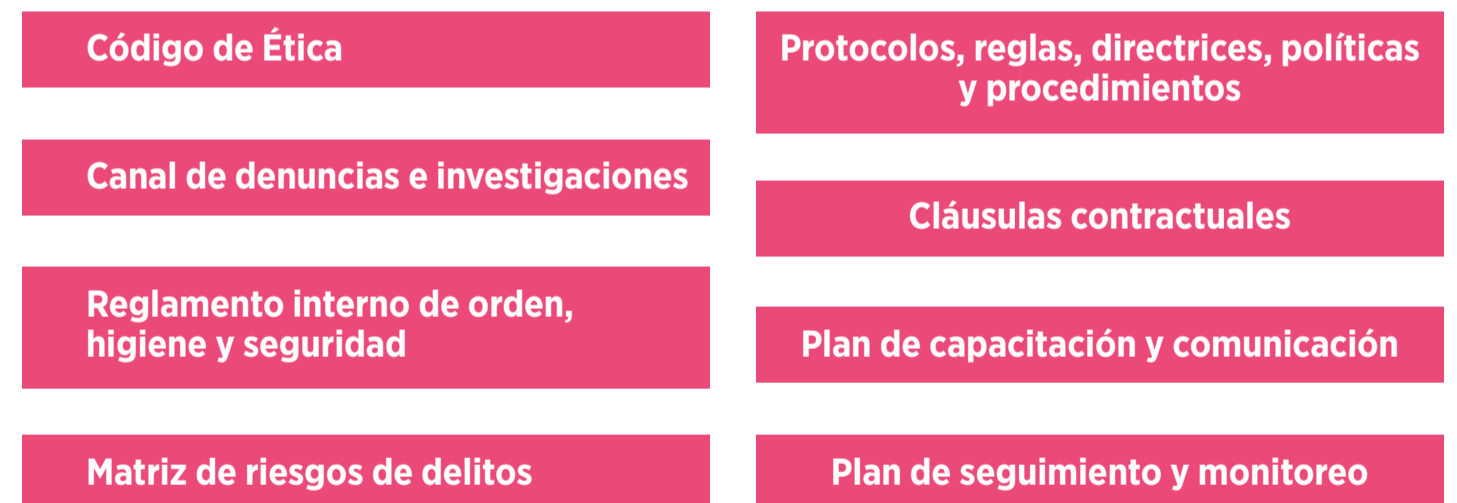 Código de Ética
Canal de denuncias e investigaciones
Reglamento interno de orden,
higiene y seguridad
Matriz de riesgos de delitos
Protocolos, reglas, directrices, políticas
y procedimientos
Cláusulas contractuales
Plan de capacitación y comunicación
Plan de seguimiento y monitoreo